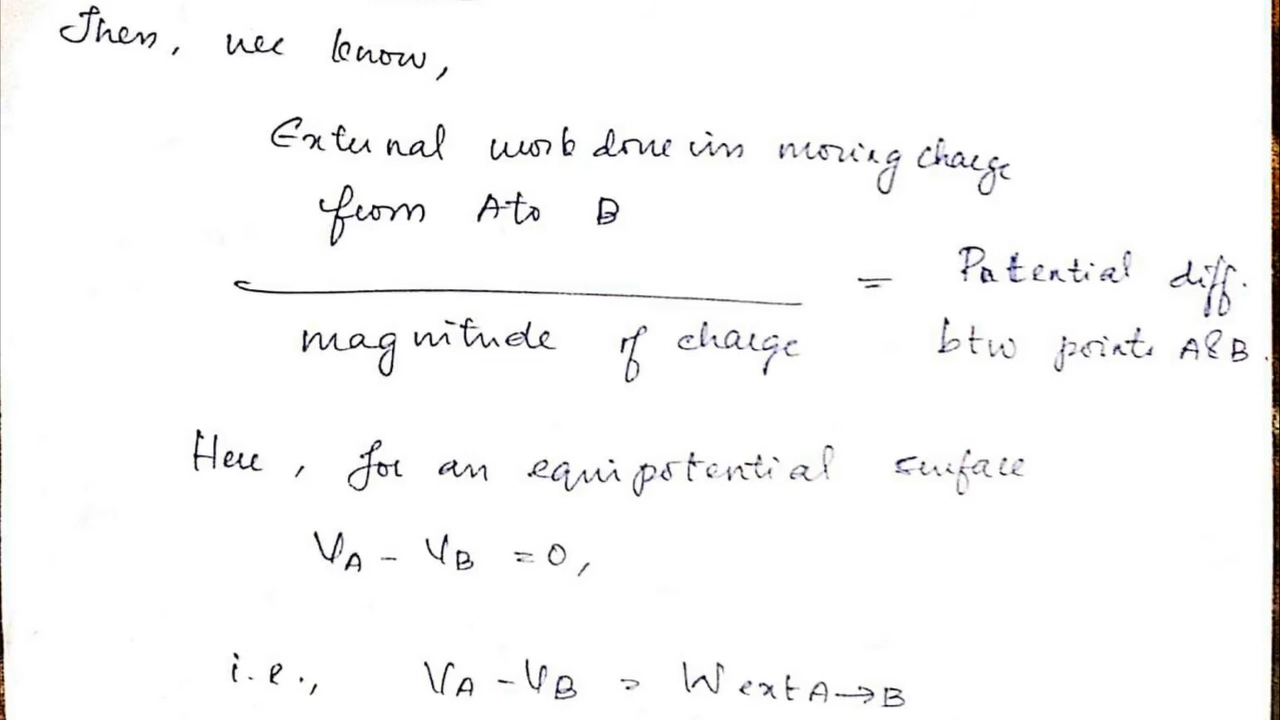 Then, we know,
External work done in moving charge
from A to B
= Potential diff.
magnitude of charge btw points A & B.
Here, for an equipotential surface
VA - VB = 0,
i.e., VA - VB = Wext A→B